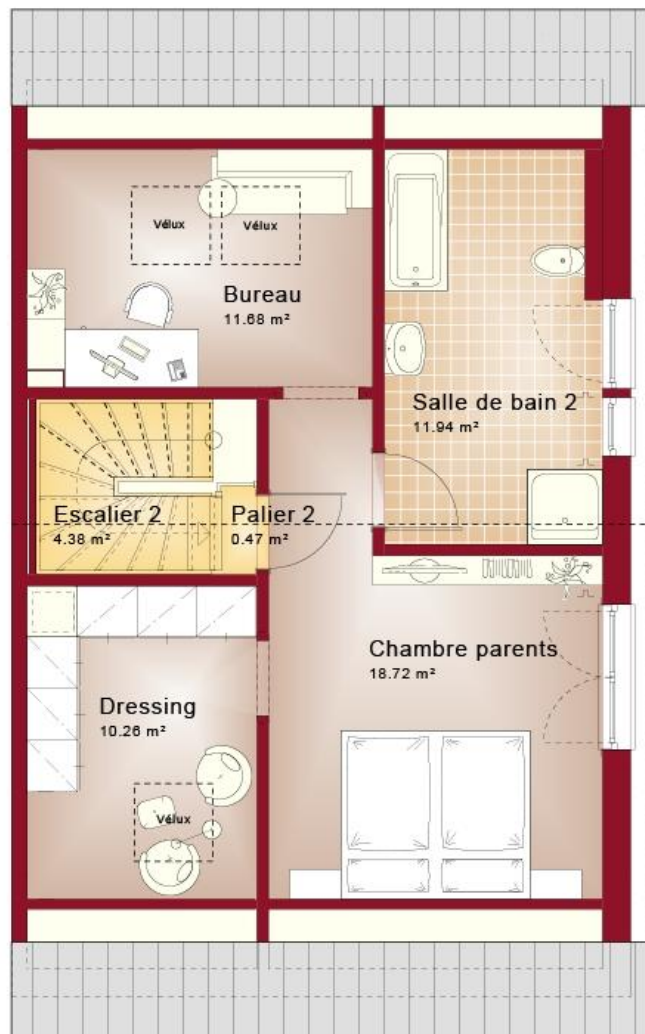 Vélux
Vélux
Bureau
11.68 m²
Salle de bain 2
11.94 m²
Escalier 2
4.38 m²
Palier 2
0.47 m²
Chambre parents
18.72 m²
Dressing
10.26 m²
Vélux